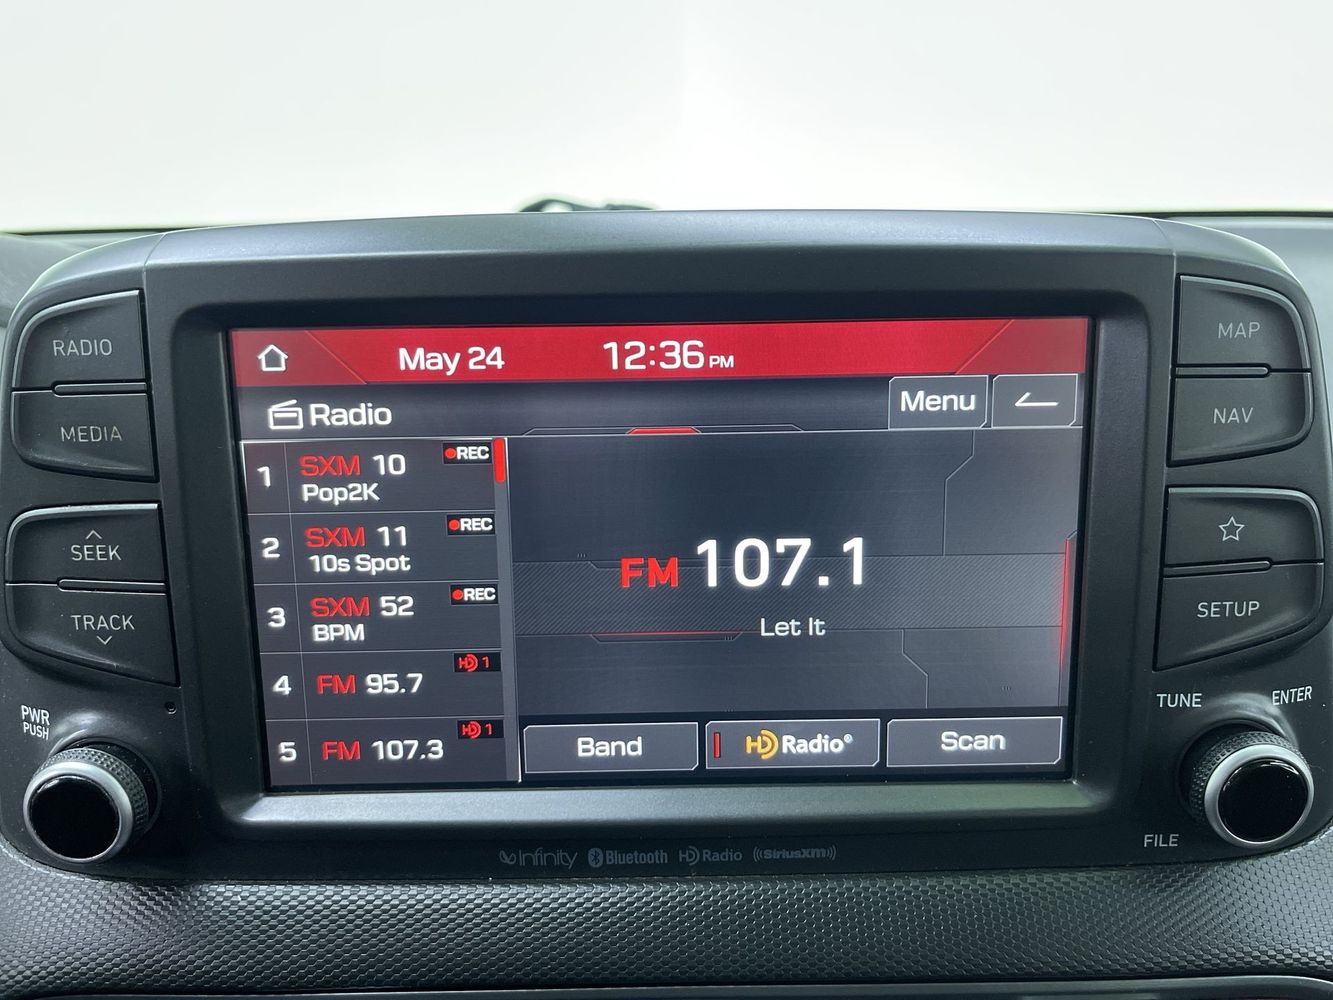 RADIO
MEDIA
SEEK
TRACK
PWR
PUSH
May 24
12:36 PM
Radio
Menu
1
SXM 10
REC
Pop2K
2
SXM 11
REC
10s Spot
3
SXM 52
REC
BPM
4
FM 95.7
HD 1
5
FM 107.3
HD 1
FM 107.1
Let It
Band
HD Radio®
Scan
Infinity Bluetooth HD Radio ((SiriusXM))
MAP
NAV
SETUP
TUNE
ENTER
FILE